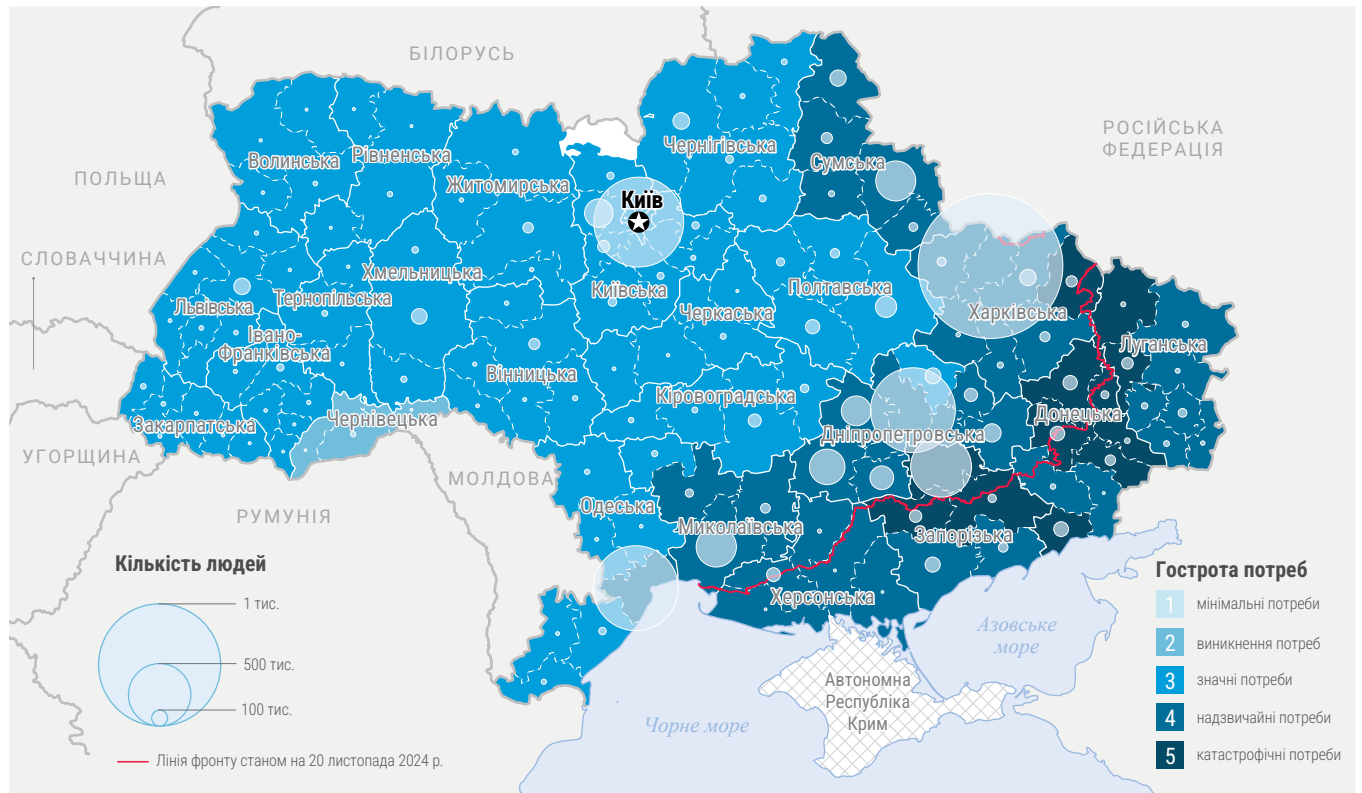 БІЛОРУСЬ
РОСІЙСЬКА
ФЕДЕРАЦІЯ
ПОЛЬЩА
СЛОВАЧЧИНА
УГОРЩИНА
РУМУНІЯ
МОЛДОВА
Волинська
Рівненська
Житомирська
Чернігівська
Сумська
Київ
Київська
Хмельницька
Тернопільська
Львівська
Івано-
Франківська
Закарпатська
Чернівецька
Вінницька
Черкаська
Полтавська
Харківська
Луганська
Донецька
Кіровоградська
Дніпропетровська
Одеська
Миколаївська
Запорізька
Херсонська
Автономна
Республіка
Крим
Азовське
море
Чорне море
Кількість людей
1 тис.
500 тис.
100 тис.
Лінія фронту станом на 20 листопада 2024 р.
Гострота потреб
1 мінімальні потреби
2 виникнення потреб
3 значні потреби
4 надзвичайні потреби
5 катастрофічні потреби